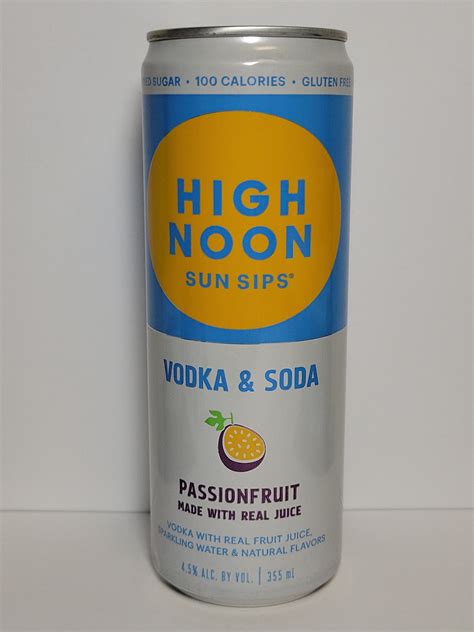 SUGAR • 100 CALORIES • GLUTEN FREE
HIGH
NOON
SUN SIPS®
VODKA & SODA
PASSIONFRUIT
MADE WITH REAL JUICE
VODKA WITH REAL FRUIT JUICE,
SPARKLING WATER & NATURAL FLAVORS
4.5% ALC. BY VOL. | 355 mL